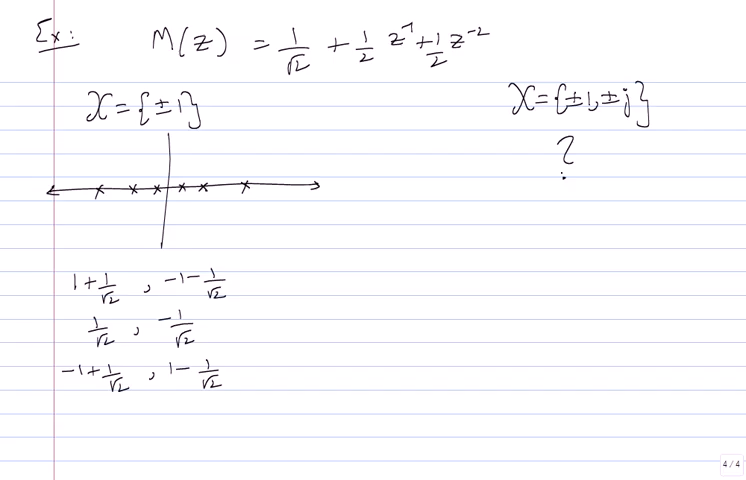 Ex: M(z) = 1/√2 + 1/2 z⁻¹ + 1/2 z⁻²
X = {±1} X = {±1, ±j}
?
1 + 1/√2 , -1 - 1/√2
1/√2 , -1/√2
-1 + 1/√2 , 1 - 1/√2
4 / 4